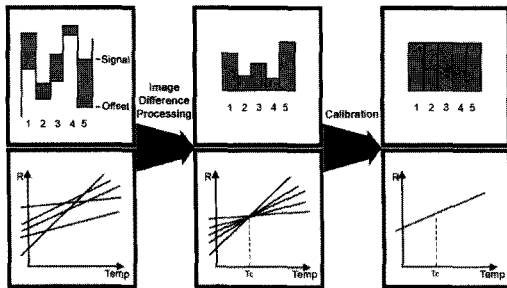 Signal
Offset
1 2 3 4 5
Image
Difference
Processing
1 2 3 4 5
Calibration
1 2 3 4 5
R
Temp
R
Tc
Temp
R
Tc
Temp